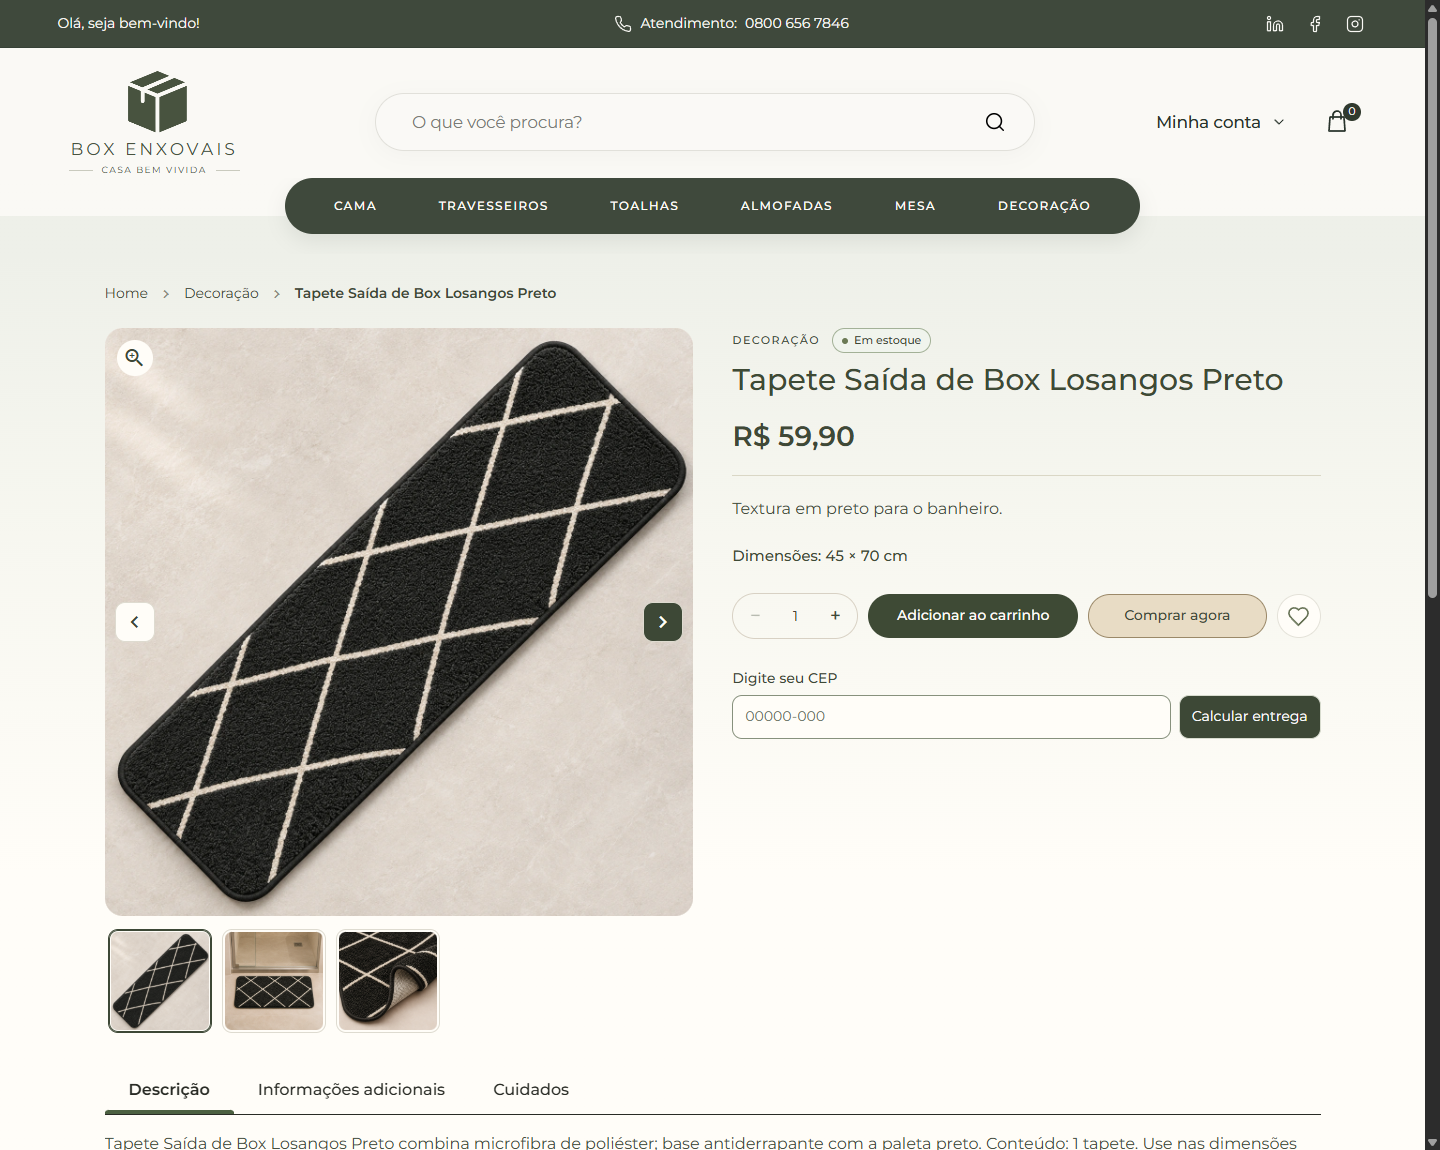 Olá, seja bem-vindo!
Atendimento: 0800 656 7846
BOX ENXOVAIS
CASA BEM VIVIDA
O que você procura?
Minha conta
0
CAMA TRAVESSEIROS TOALHAS ALMOFADAS MESA DECORAÇÃO
Home > Decoração > Tapete Saída de Box Losangos Preto
DECORAÇÃO
Em estoque
Tapete Saída de Box Losangos Preto
R$ 59,90
Textura em preto para o banheiro.
Dimensões: 45 × 70 cm
− 1 +
Adicionar ao carrinho
Comprar agora
Digite seu CEP
00000-000
Calcular entrega
Descrição Informações adicionais Cuidados
Tapete Saída de Box Losangos Preto combina microfibra de poliéster; base antiderrapante com a paleta preto. Conteúdo: 1 tapete. Use nas dimensões